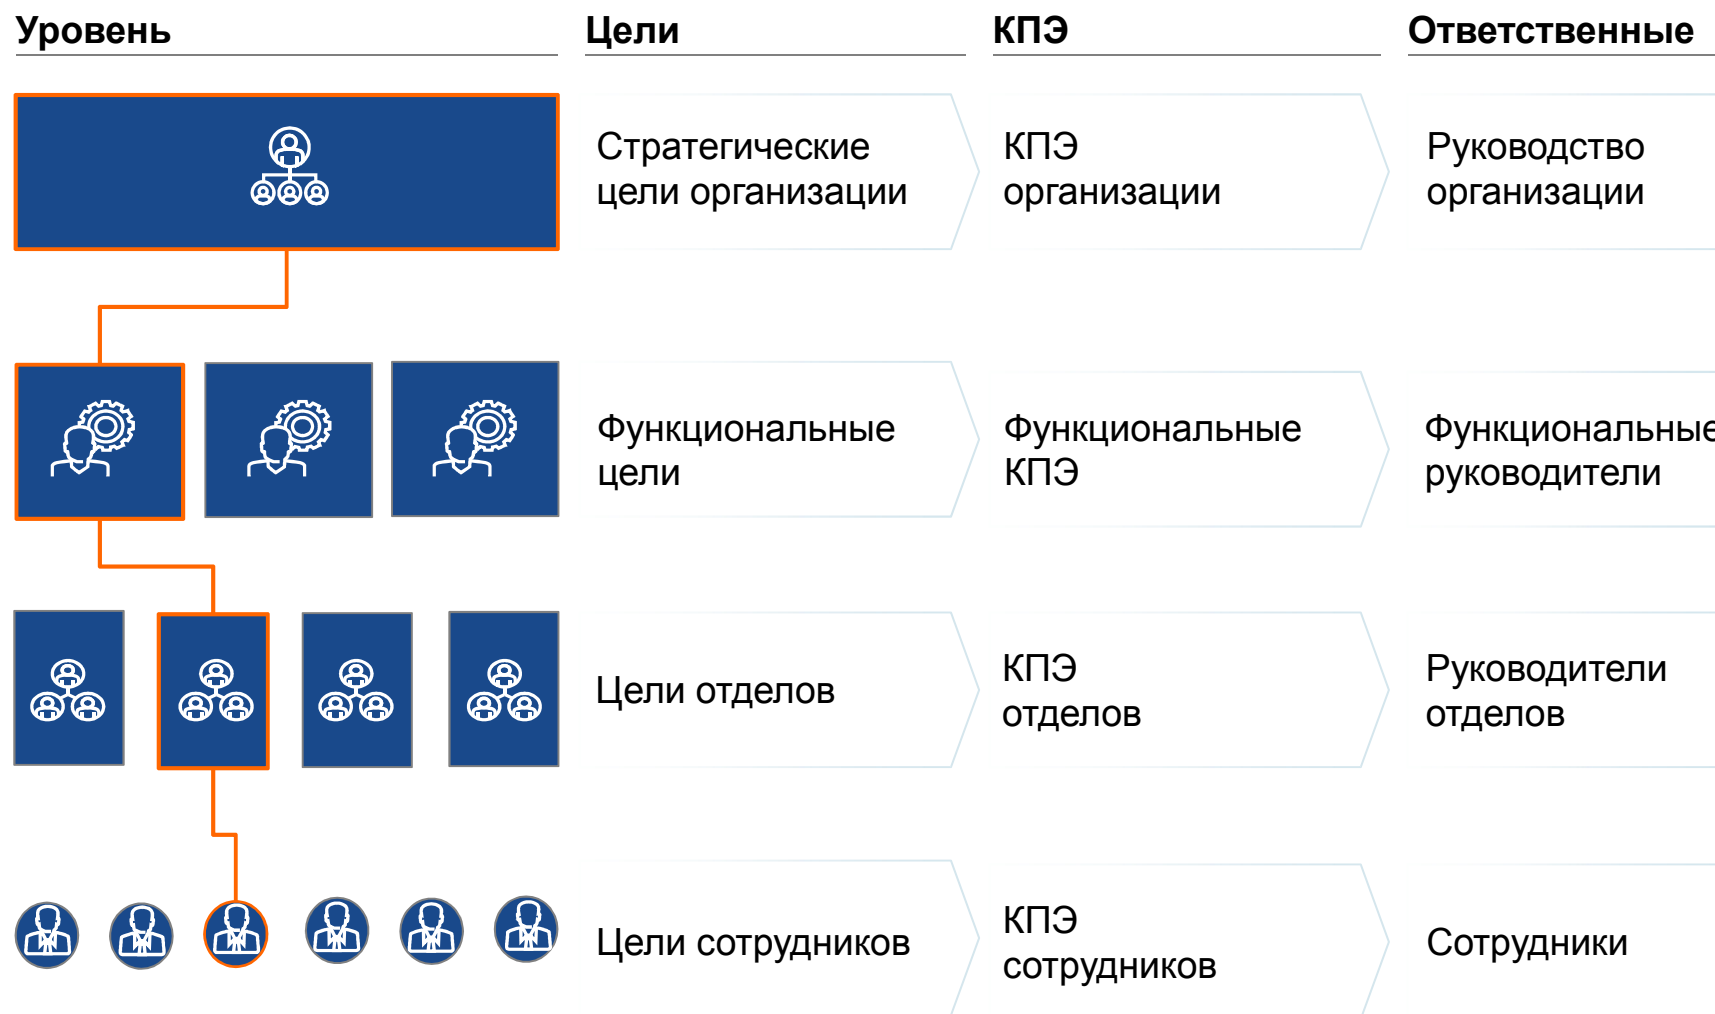 Уровень
Цели
КПЭ
Ответственные
Стратегические
цели организации
КПЭ
организации
Руководство
организации
Функциональные
цели
Функциональные
КПЭ
Функциональные
руководители
Цели отделов
КПЭ
отделов
Руководители
отделов
Цели сотрудников
КПЭ
сотрудников
Сотрудники